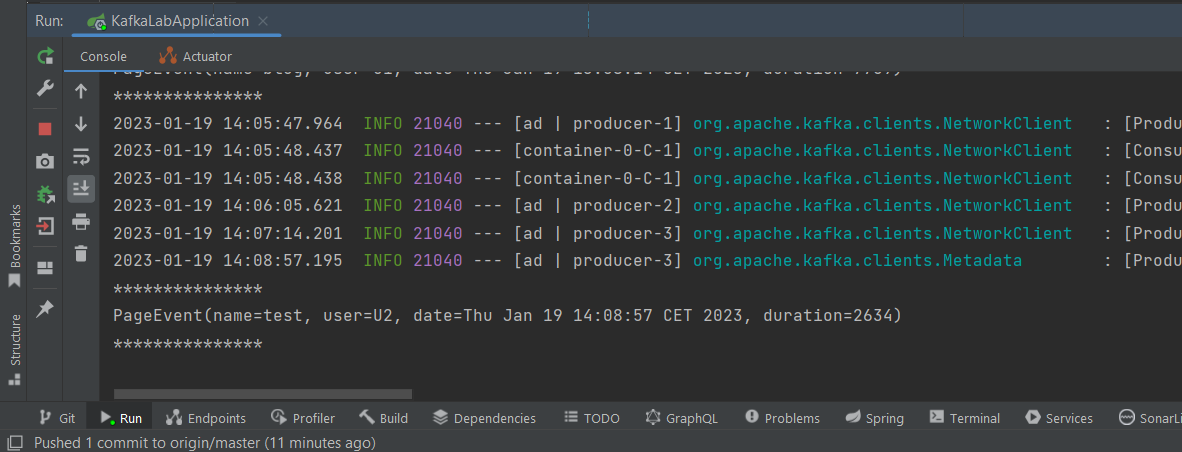 Run: KafkaLabApplication
Console Actuator
***************
2023-01-19 14:05:47.964 INFO 21040 --- [ad | producer-1] org.apache.kafka.clients.NetworkClient : [Produ
2023-01-19 14:05:48.437 INFO 21040 --- [container-0-C-1] org.apache.kafka.clients.NetworkClient : [Consu
2023-01-19 14:05:48.438 INFO 21040 --- [container-0-C-1] org.apache.kafka.clients.NetworkClient : [Consu
2023-01-19 14:06:05.621 INFO 21040 --- [ad | producer-2] org.apache.kafka.clients.NetworkClient : [Produ
2023-01-19 14:07:14.201 INFO 21040 --- [ad | producer-3] org.apache.kafka.clients.NetworkClient : [Produ
2023-01-19 14:08:57.195 INFO 21040 --- [ad | producer-3] org.apache.kafka.clients.Metadata : [Produ
***************
PageEvent(name=test, user=U2, date=Thu Jan 19 14:08:57 CET 2023, duration=2634)
***************
Bookmarks
Structure
Git Run Endpoints Profiler Build Dependencies TODO GraphQL Problems Spring Terminal Services SonarLi
Pushed 1 commit to origin/master (11 minutes ago)